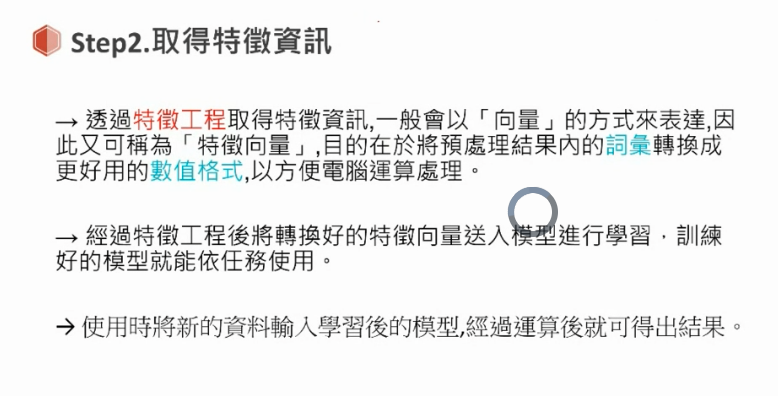 Step2.取得特徵資訊
→ 透過特徵工程取得特徵資訊,一般會以「向量」的方式來表達,因
此又可稱為「特徵向量」,目的在於將預處理結果內的詞彙轉換成
更好用的數值格式,以方便電腦運算處理。
→ 經過特徵工程後將轉換好的特徵向量送入模型進行學習，訓練
好的模型就能依任務使用。
→ 使用時將新的資料輸入學習後的模型,經過運算後就可得出結果。